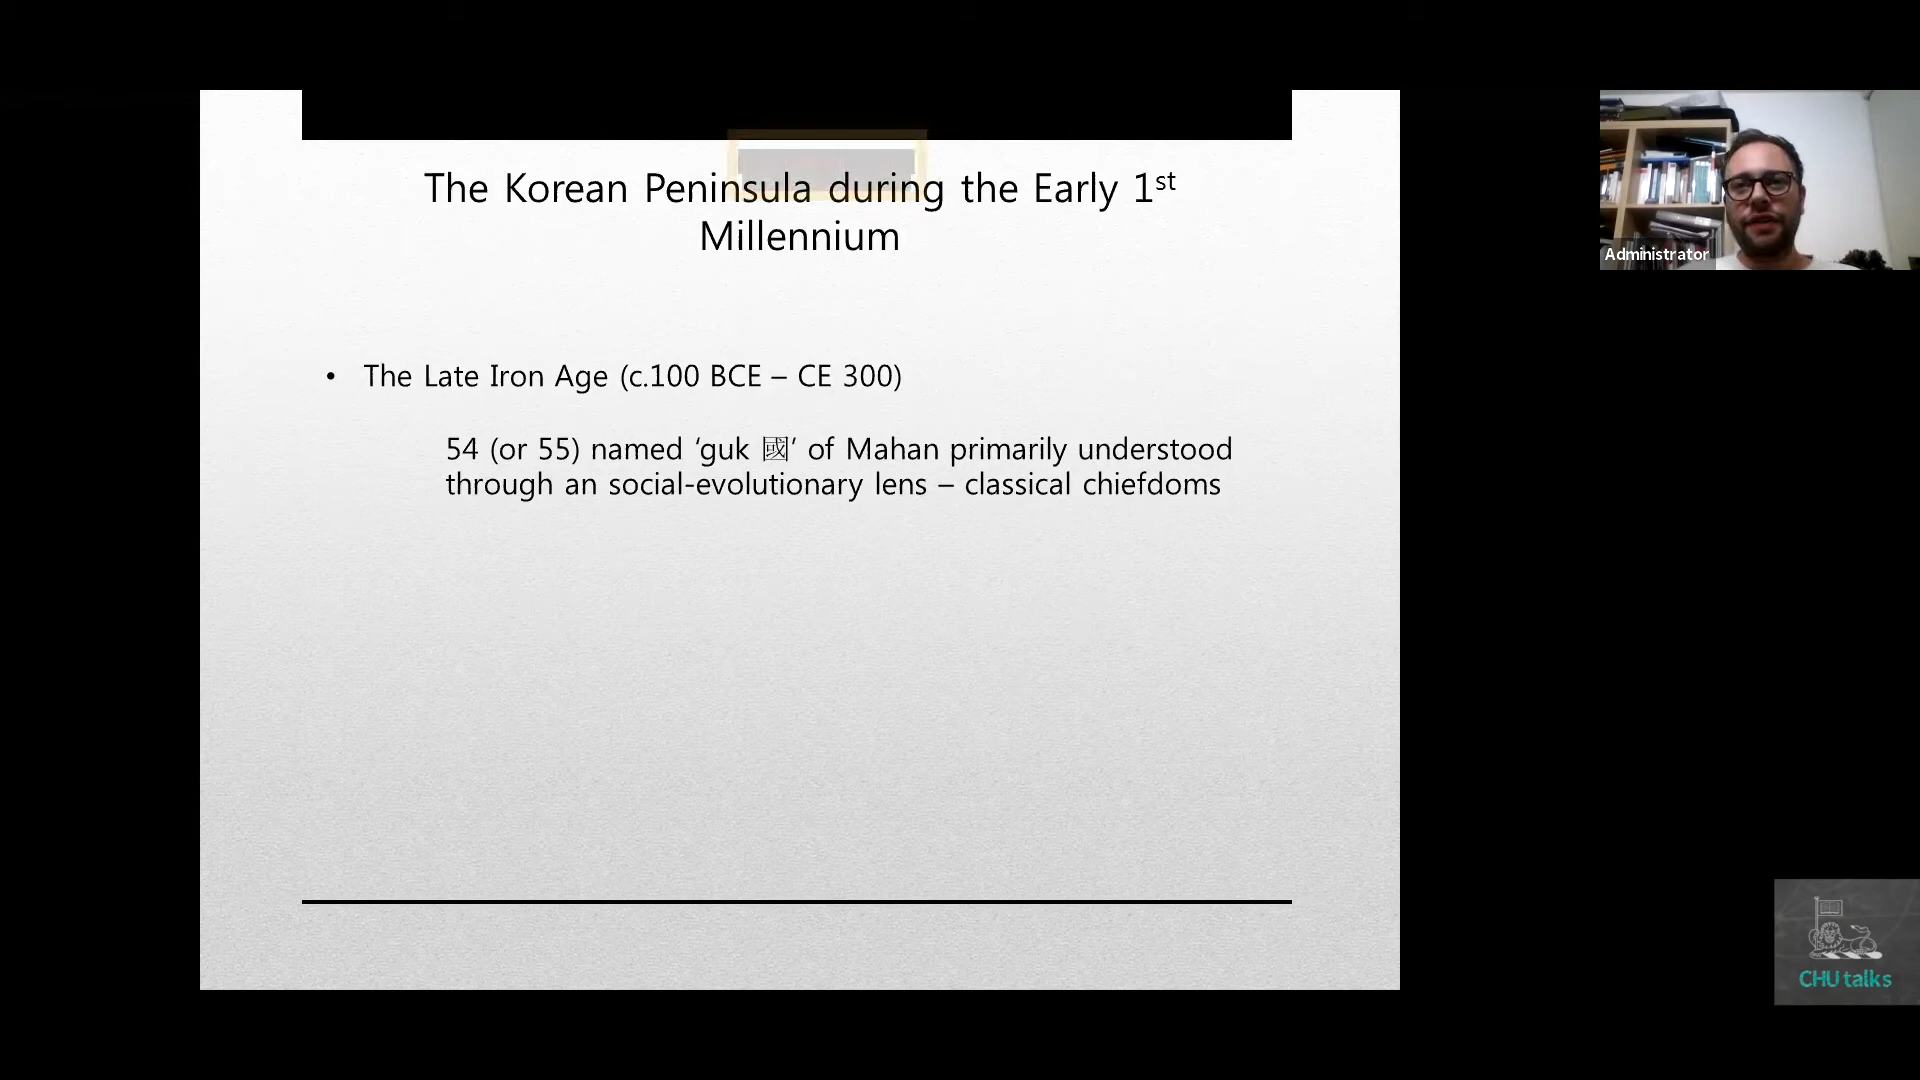 The Korean Peninsula during the Early 1st
Millennium
• The Late Iron Age (c.100 BCE – CE 300)
54 (or 55) named ‘guk 國’ of Mahan primarily understood
through an social-evolutionary lens – classical chiefdoms
Administrator
CHU talks